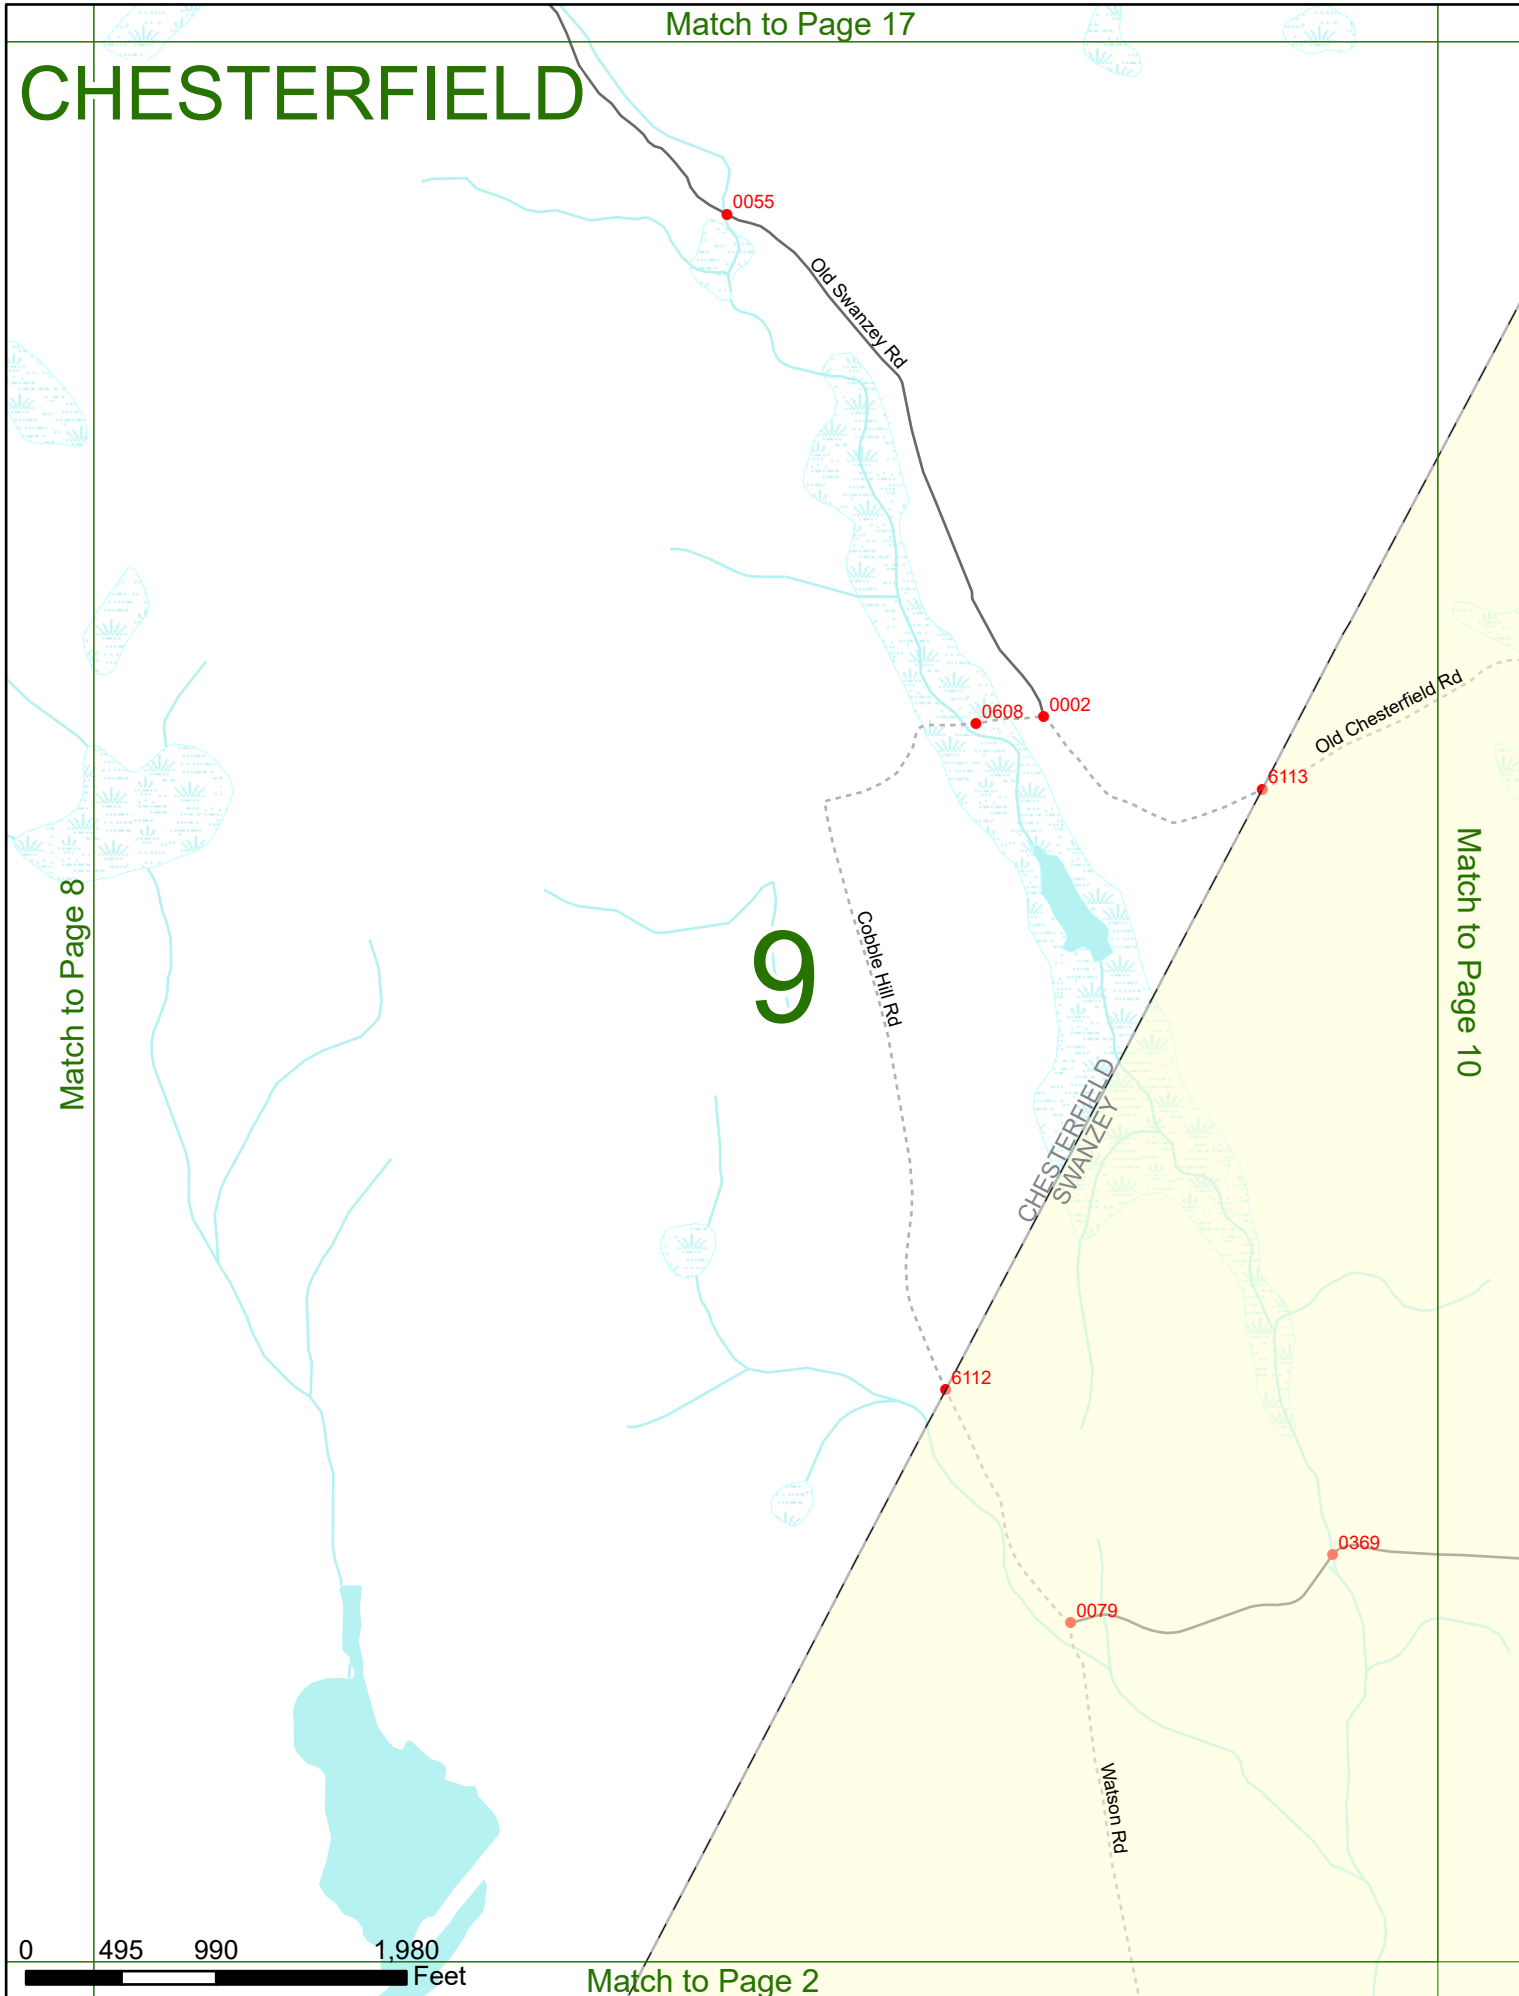 Match to Page 17
CHESTERFIELD
0055
Old Swanzey Rd
0608
0002
Old Chesterfield Rd
6113
Match to Page 8
9
Cobble Hill Rd
Match to Page 10
CHESTERFIELD
SWANZEY
6112
0369
0079
Watson Rd
0 495 990 1,980
Feet
Match to Page 2